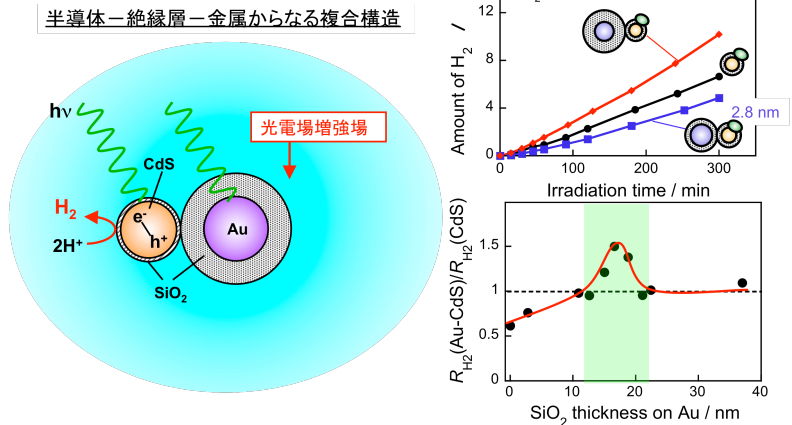 半導体－絶縁層－金属からなる複合構造
hν
光電場増強場
CdS
H₂
e⁻
h⁺
2H⁺
Au
SiO₂
Amount of H₂ /
12
8
4
0
0
100
200
300
Irradiation time / min
2.8 nm
R_H2(Au-CdS)/R_H2(CdS)
1.5
1
0.5
0
0
10
20
30
40
SiO₂ thickness on Au / nm